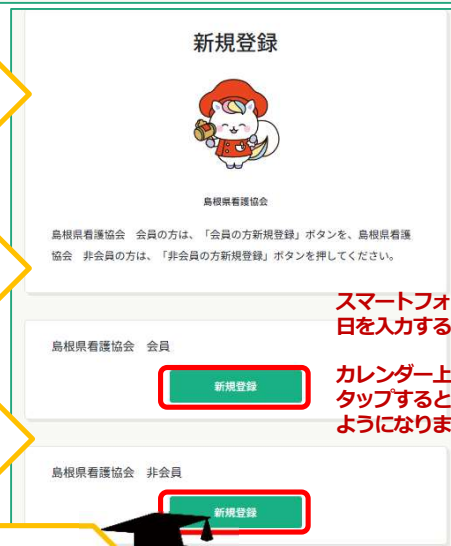 新規登録
島根県看護協会
島根県看護協会 会員の方は、「会員の方新規登録」ボタンを、島根県看護
協会 非会員の方は、「非会員の方新規登録」ボタンを押してください。
スマートフォ
日を入力する
島根県看護協会 会員
新規登録
カレンダー上
タップすると
ようになりま
島根県看護協会 非会員
新規登録